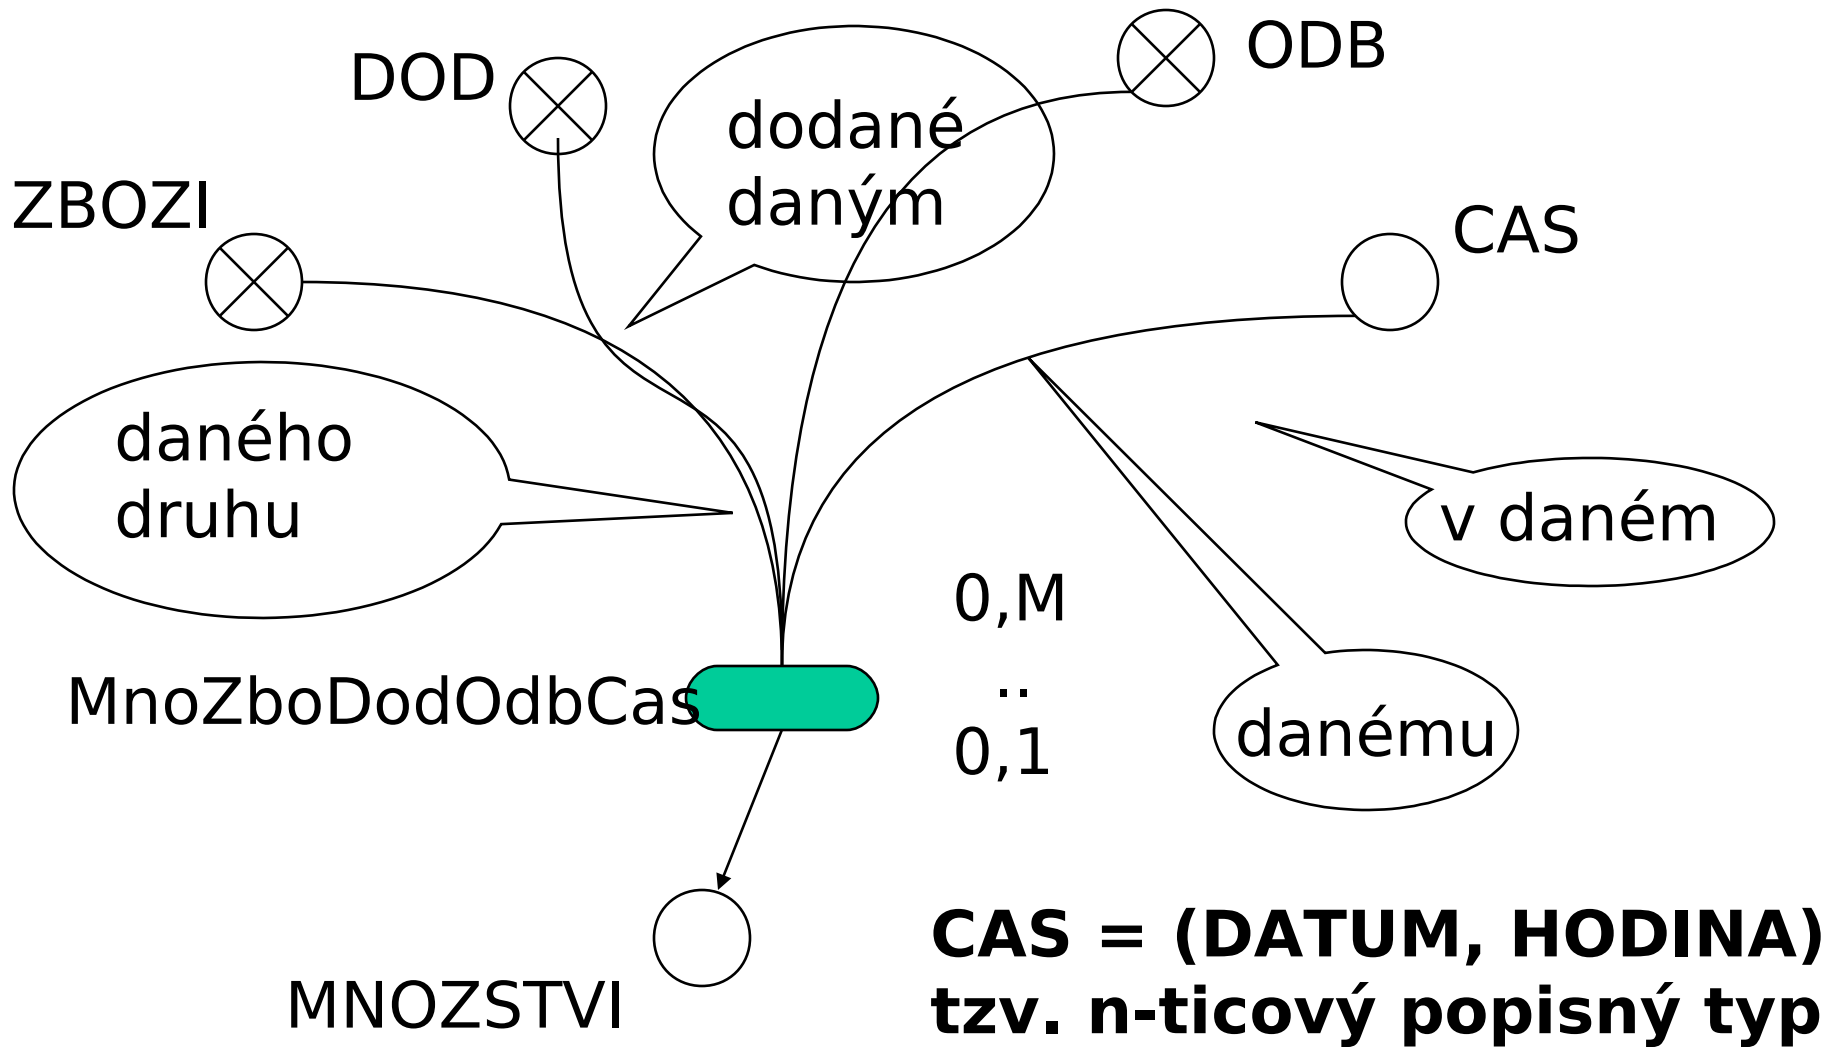 ODB
DOD
dodané
daným
ZBOZI
CAS
daného
druhu
v daném
0,M
MnoZboDodOdbCas
..
danému
0,1
CAS = (DATUM, HODINA)
MNOZSTVI
tzv. n-ticový popisný typ